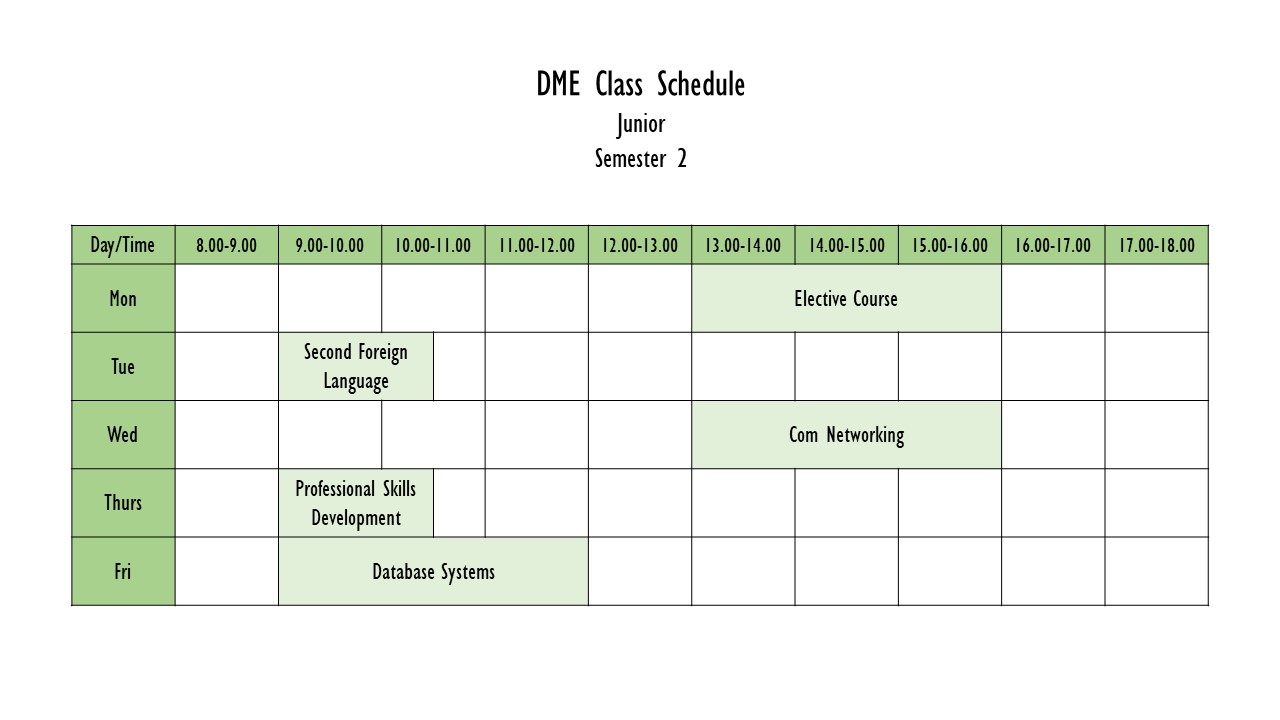 DME Class Schedule
Junior
Semester 2
Day/Time 8.00-9.00 9.00-10.00 10.00-11.00 11.00-12.00 12.00-13.00 13.00-14.00 14.00-15.00 15.00-16.00 16.00-17.00 17.00-18.00
Mon Elective Course
Tue Second Foreign
Language
Wed Com Networking
Thurs Professional Skills
Development
Fri Database Systems